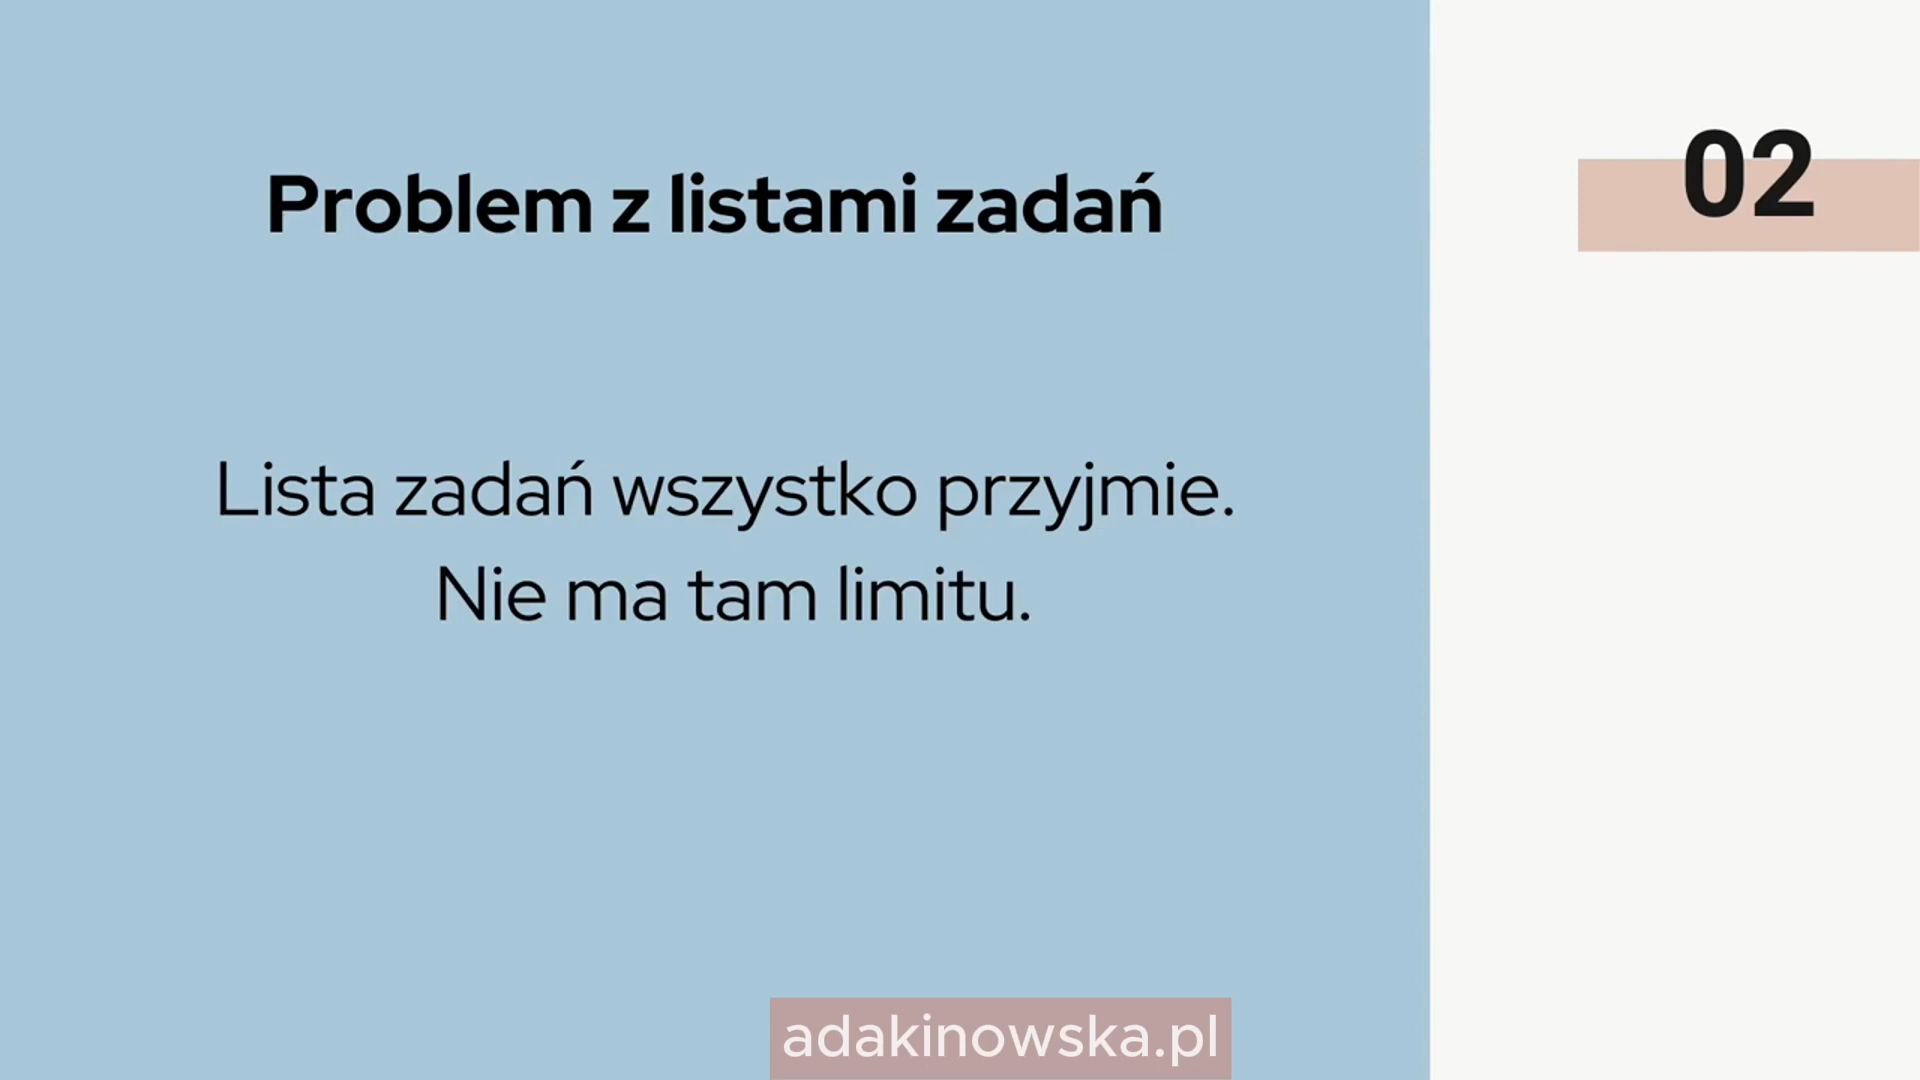 Problem z listami zadań
02
Lista zadań wszystko przyjmie.
Nie ma tam limitu.
adakinowska.pl